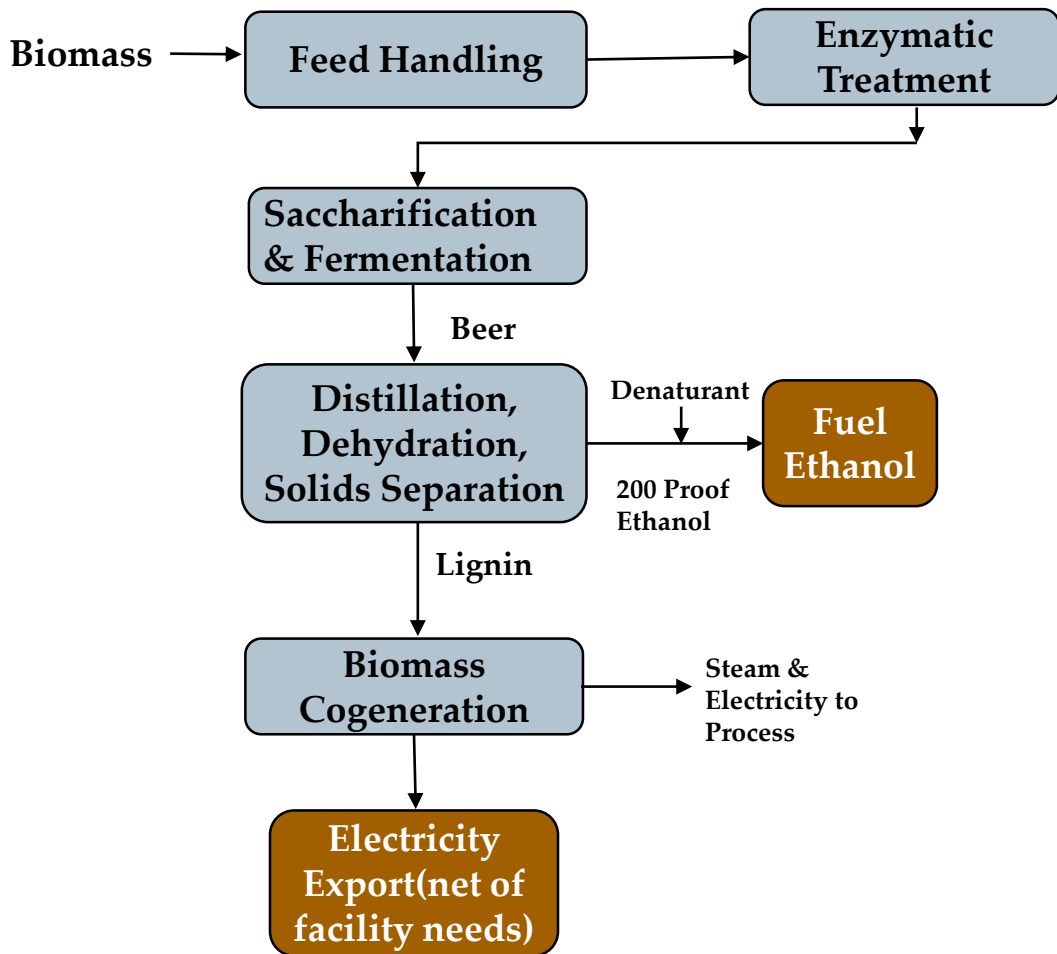 Biomass
Feed Handling
Enzymatic
Treatment
Saccharification
& Fermentation
Beer
Distillation,
Dehydration,
Solids Separation
Denaturant
200 Proof
Ethanol
Fuel
Ethanol
Lignin
Biomass
Cogeneration
Steam &
Electricity to
Process
Electricity
Export(net of
facility needs)